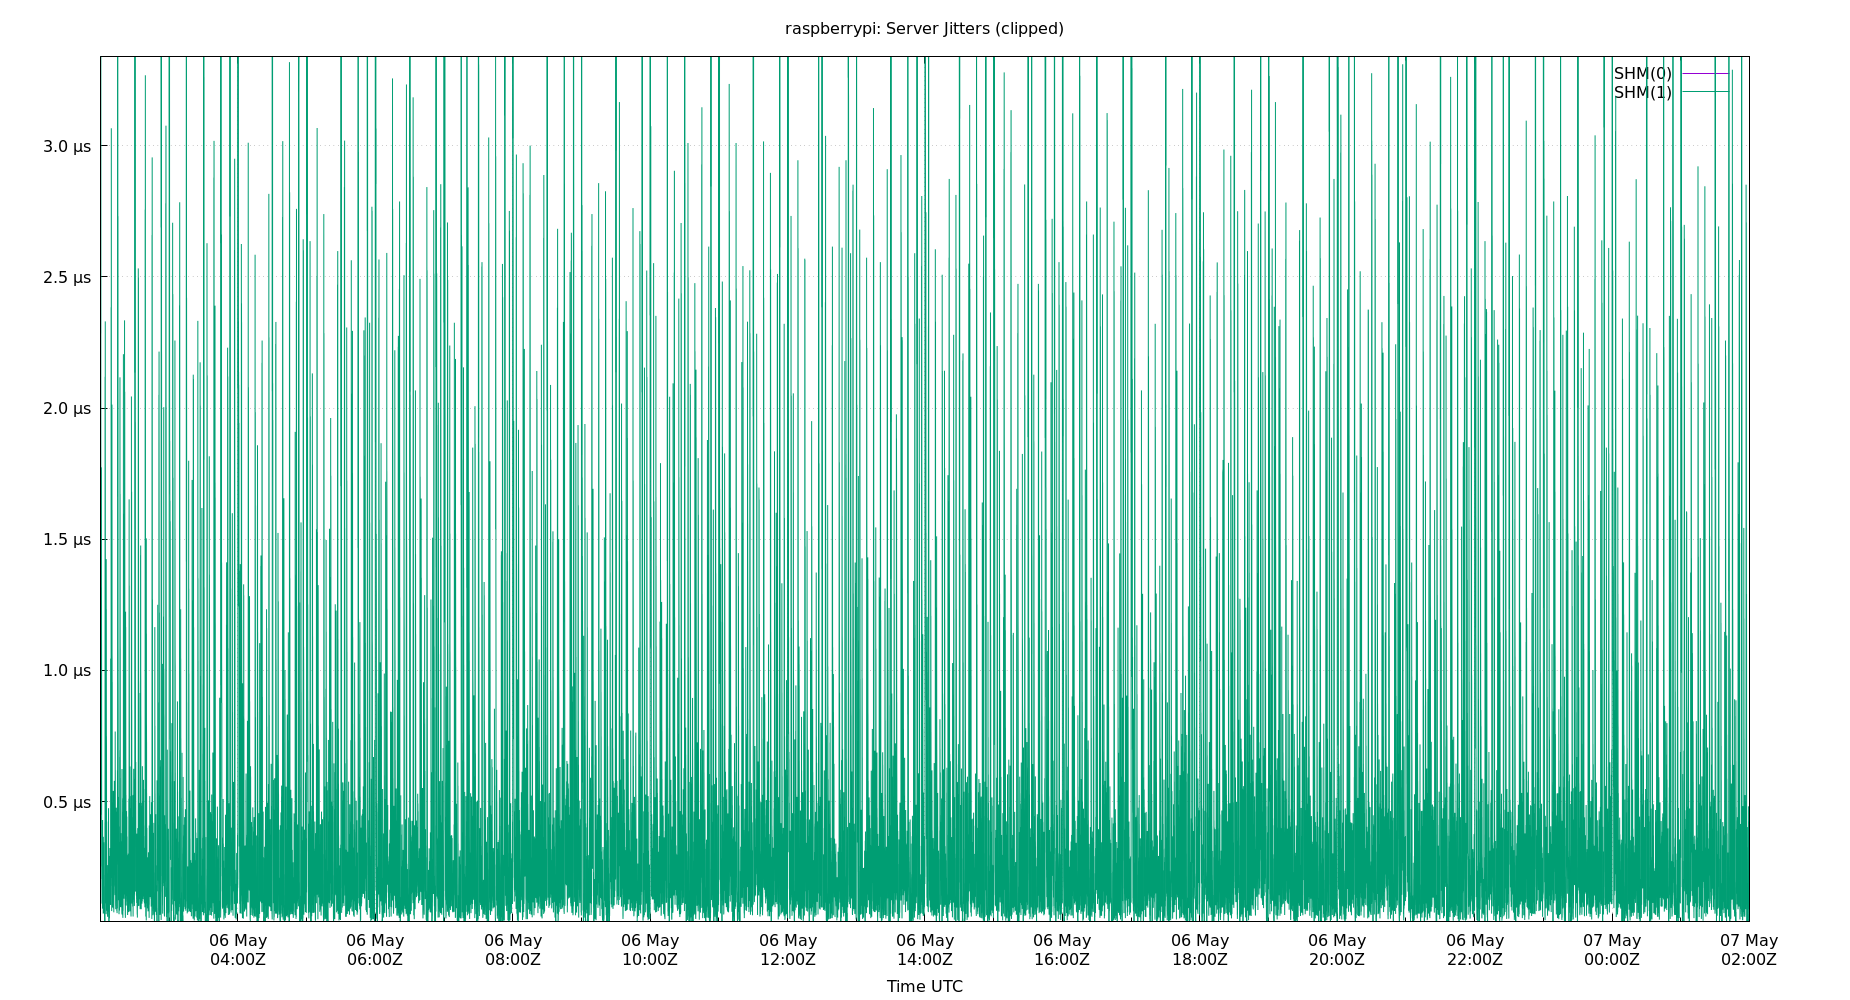 raspberrypi: Server Jitters (clipped)
SHM(0)
SHM(1)
3.0 µs
2.5 µs
2.0 µs
1.5 µs
1.0 µs
0.5 µs
06 May 06 May 06 May 06 May 06 May 06 May 06 May 06 May 06 May 06 May 07 May 07 May
04:00Z 06:00Z 08:00Z 10:00Z 12:00Z 14:00Z 16:00Z 18:00Z 20:00Z 22:00Z 00:00Z 02:00Z
Time UTC